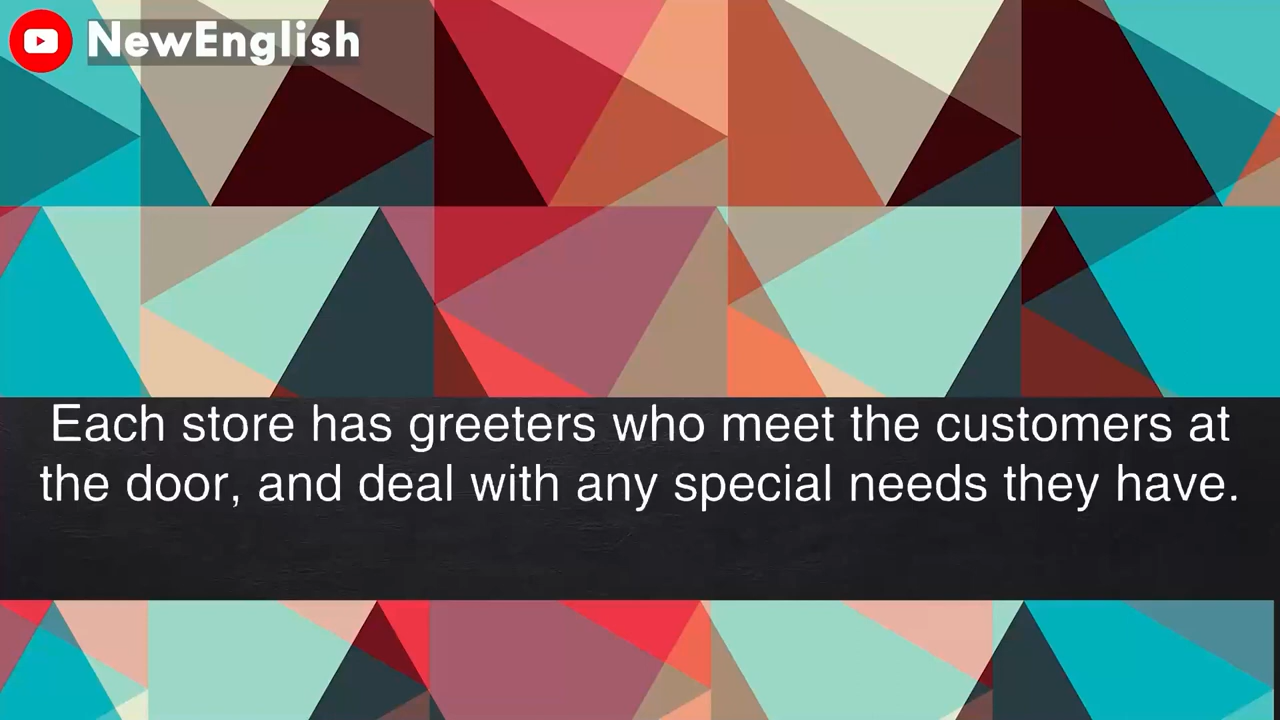 NewEnglish
Each store has greeters who meet the customers at
the door, and deal with any special needs they have.